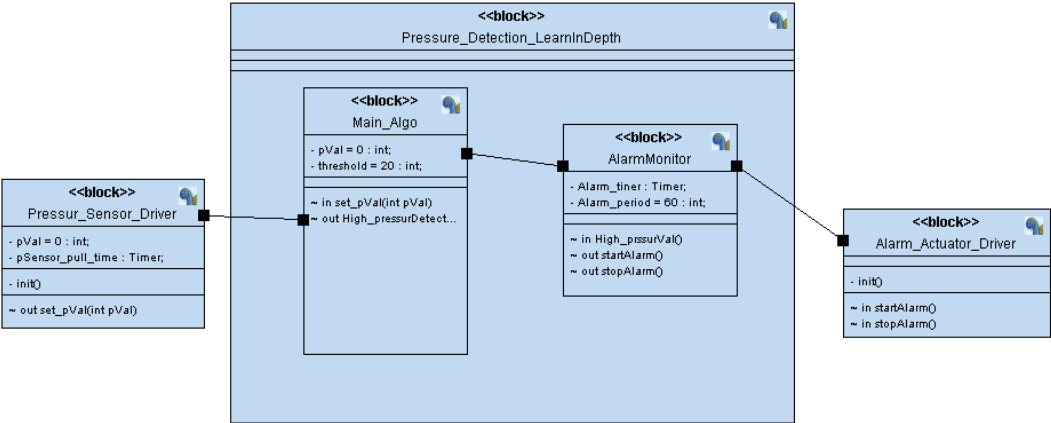 <<block>>
Pressure_Detection_LearnInDepth
<<block>>
Main_Algo
- pVal = 0 : int;
- threshold = 20 : int;
~ in set_pVal(int pVal)
~ out High_pressurDetect...
<<block>>
AlarmMonitor
- Alarm_tiner : Timer;
- Alarm_period = 60 : int;
~ in High_prssurVal()
~ out startAlarm()
~ out stopAlarm()
<<block>>
Pressur_Sensor_Driver
- pVal = 0 : int;
- pSensor_pull_time : Timer;
- init()
~ out set_pVal(int pVal)
<<block>>
Alarm_Actuator_Driver
- init()
~ in startAlarm()
~ in stopAlarm()